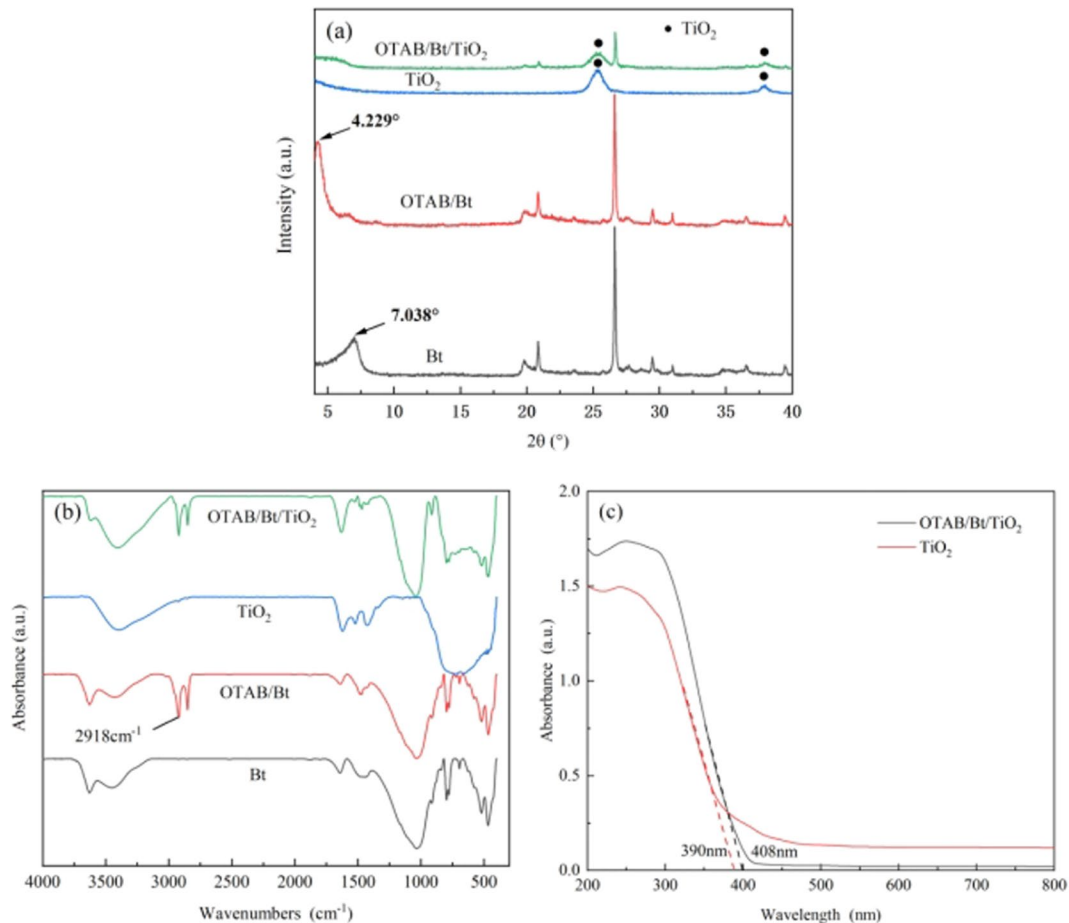 (a)
● TiO₂
OTAB/Bt/TiO₂
TiO₂
4.229°
OTAB/Bt
7.038°
Bt
Intensity (a.u.)
5 10 15 20 25 30 35 40
2θ (°)
(b)
OTAB/Bt/TiO₂
TiO₂
OTAB/Bt
2918cm⁻¹
Bt
Absorbance (a.u.)
4000 3500 3000 2500 2000 1500 1000 500
Wavenumbers (cm⁻¹)
(c)
OTAB/Bt/TiO₂
TiO₂
2.0
1.5
1.0
0.5
0.0
390nm 408nm
Absorbance (a.u.)
200 300 400 500 600 700 800
Wavelength (nm)